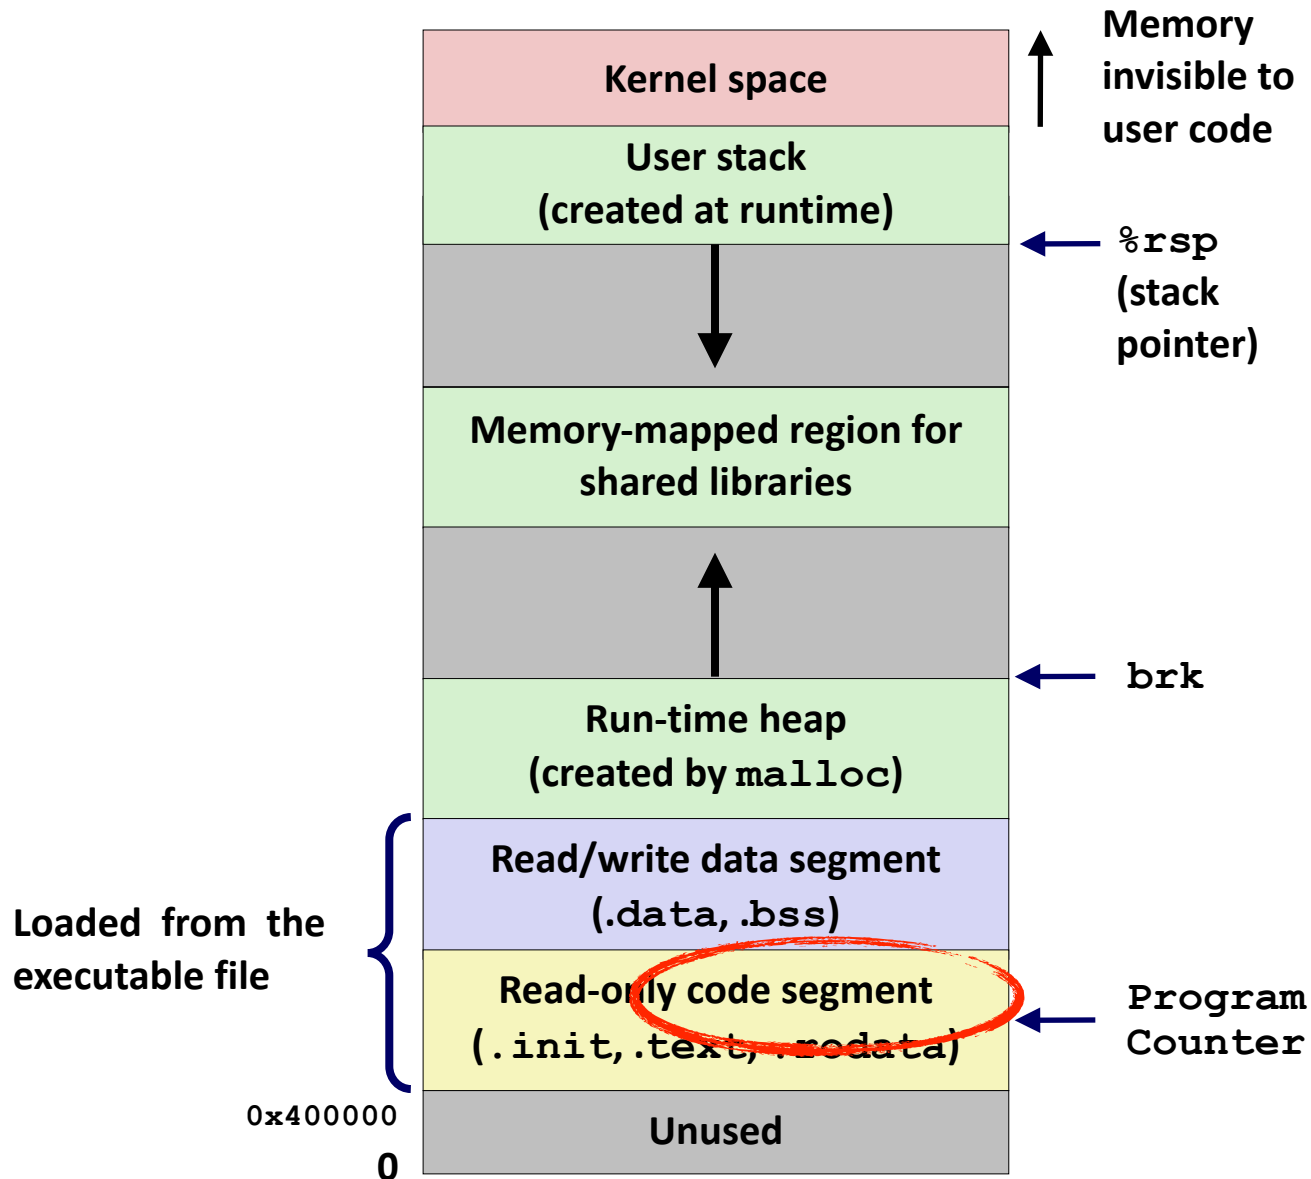 Memory
invisible to
user code
Kernel space
User stack
(created at runtime)
%rsp
(stack
pointer)
Memory-mapped region for
shared libraries
brk
Run-time heap
(created by malloc)
Read/write data segment
(.data, .bss)
Loaded from the
executable file
Read-only code segment
(.init, .text, .rodata)
Program
Counter
0x400000
Unused
0